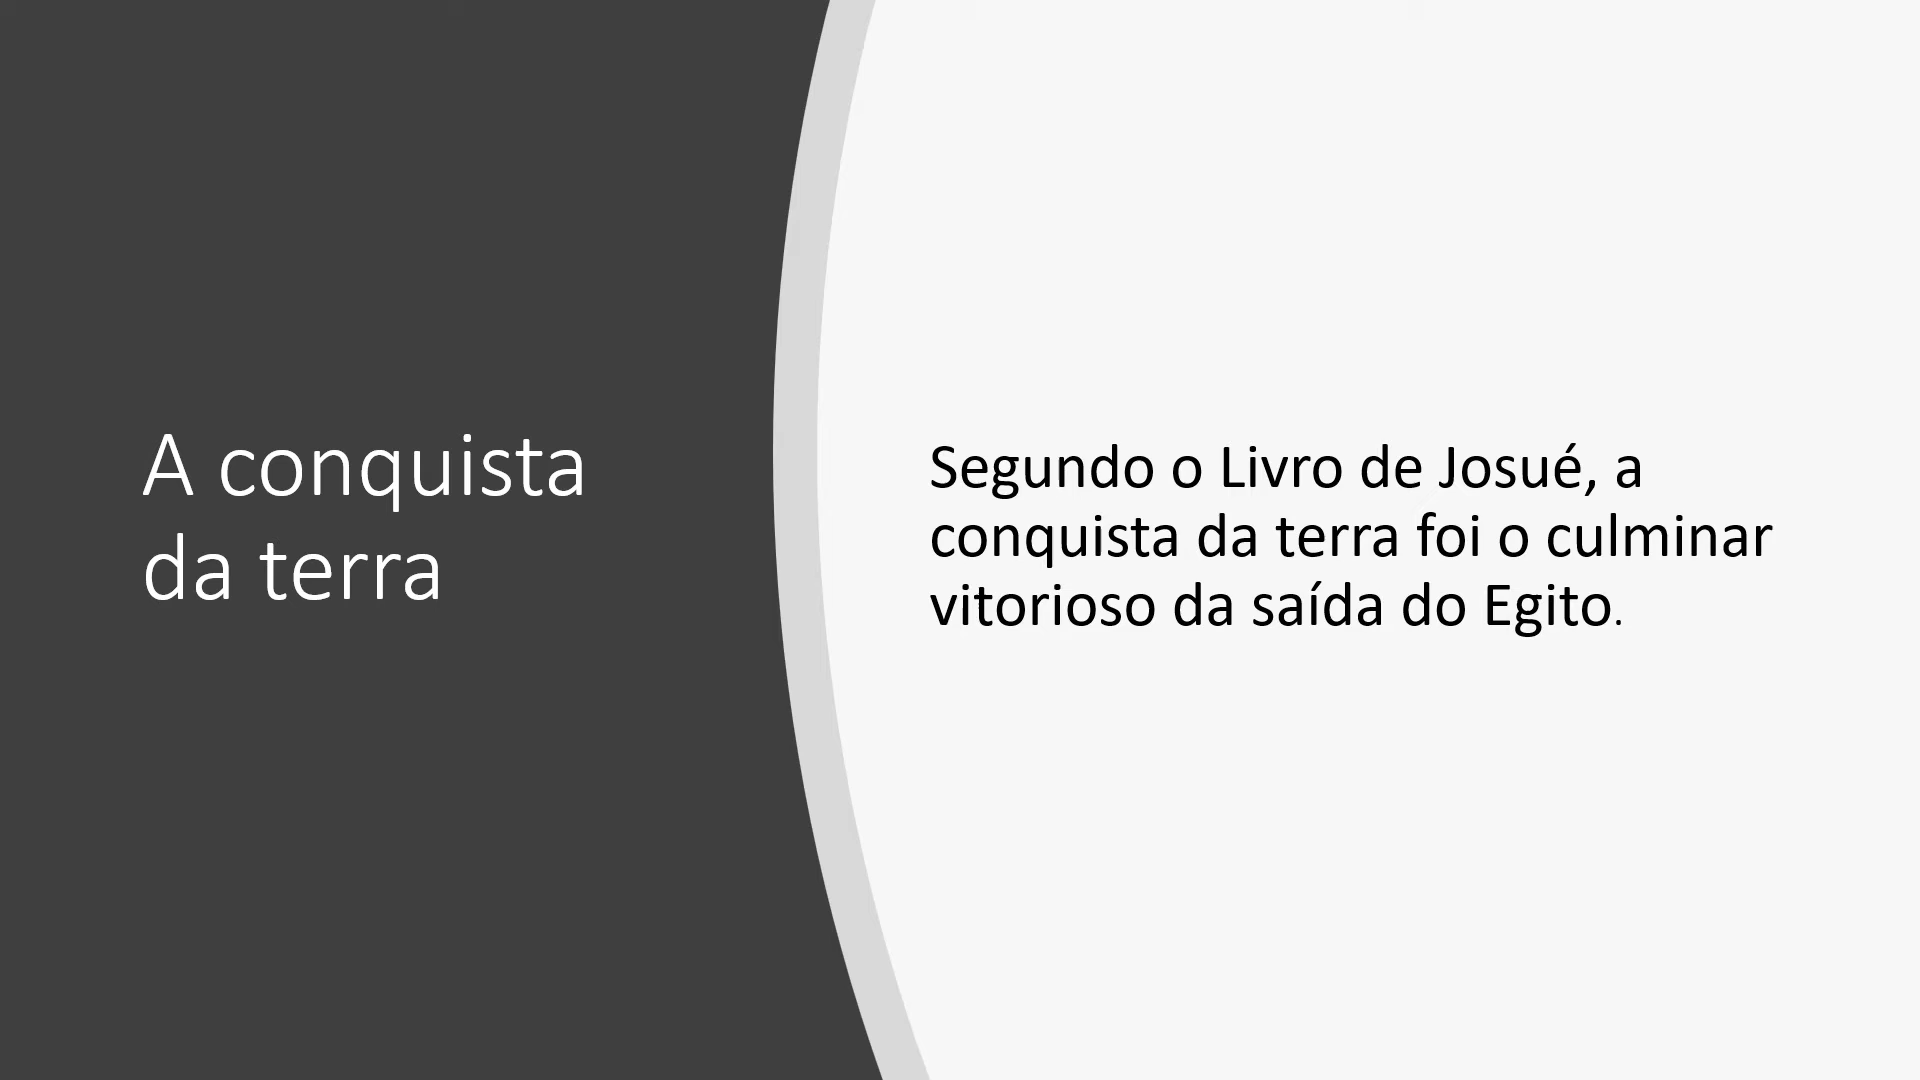 A conquista
da terra
Segundo o Livro de Josué, a
conquista da terra foi o culminar
vitorioso da saída do Egito.